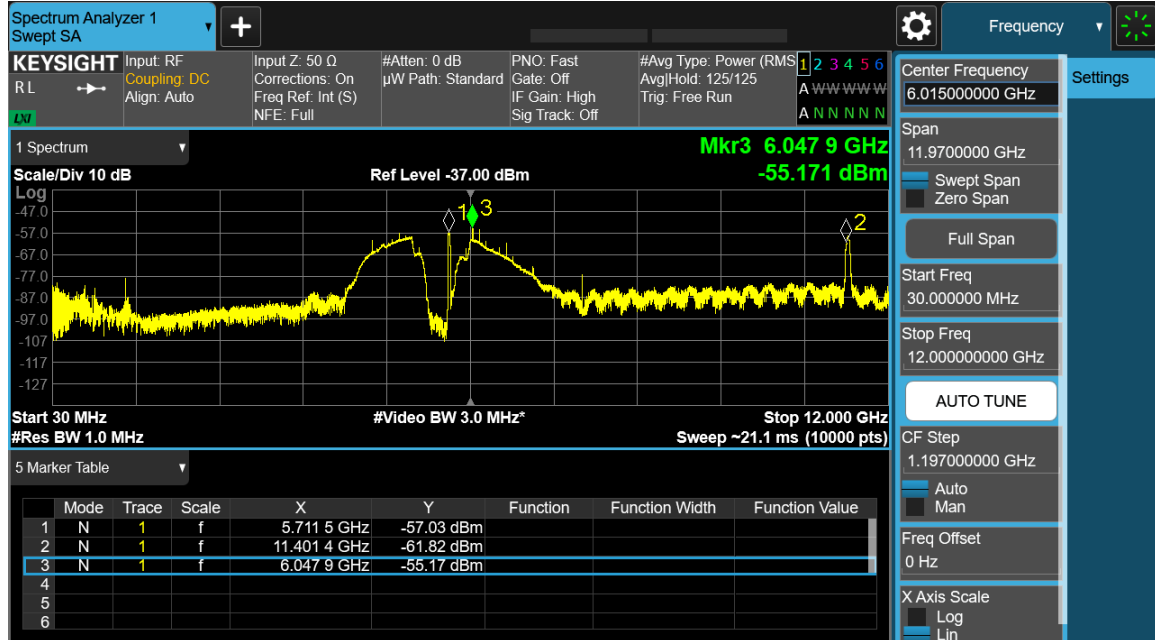 Spectrum Analyzer 1
Swept SA
+
Frequency
KEYSIGHT
R L
LXI
Input: RF
Coupling: DC
Align: Auto
Input Z: 50 Ω
Corrections: On
Freq Ref: Int (S)
NFE: Full
#Atten: 0 dB
µW Path: Standard
PNO: Fast
Gate: Off
IF Gain: High
Sig Track: Off
#Avg Type: Power (RMS
Avg|Hold: 125/125
Trig: Free Run
1 2 3 4 5 6
A W W W W W
A N N N N N
1 Spectrum
Mkr3 6.047 9 GHz
Scale/Div 10 dB
Ref Level -37.00 dBm
-55.171 dBm
Log
-47.0
-57.0
-67.0
-77.0
-87.0
-97.0
-107
-117
-127
1
3
2
Start 30 MHz
#Video BW 3.0 MHz*
Stop 12.000 GHz
#Res BW 1.0 MHz
Sweep ~21.1 ms (10000 pts)
5 Marker Table
Mode Trace Scale X Y Function Function Width Function Value
1 N 1 f 5.711 5 GHz -57.03 dBm
2 N 1 f 11.401 4 GHz -61.82 dBm
3 N 1 f 6.047 9 GHz -55.17 dBm
4
5
6
Center Frequency
6.015000000 GHz
Settings
Span
11.9700000 GHz
Swept Span
Zero Span
Full Span
Start Freq
30.000000 MHz
Stop Freq
12.000000000 GHz
AUTO TUNE
CF Step
1.197000000 GHz
Auto
Man
Freq Offset
0 Hz
X Axis Scale
Log
Lin